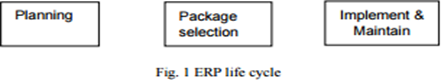 Planning
Package
selection
Implement &
Maintain
Fig. 1 ERP life cycle